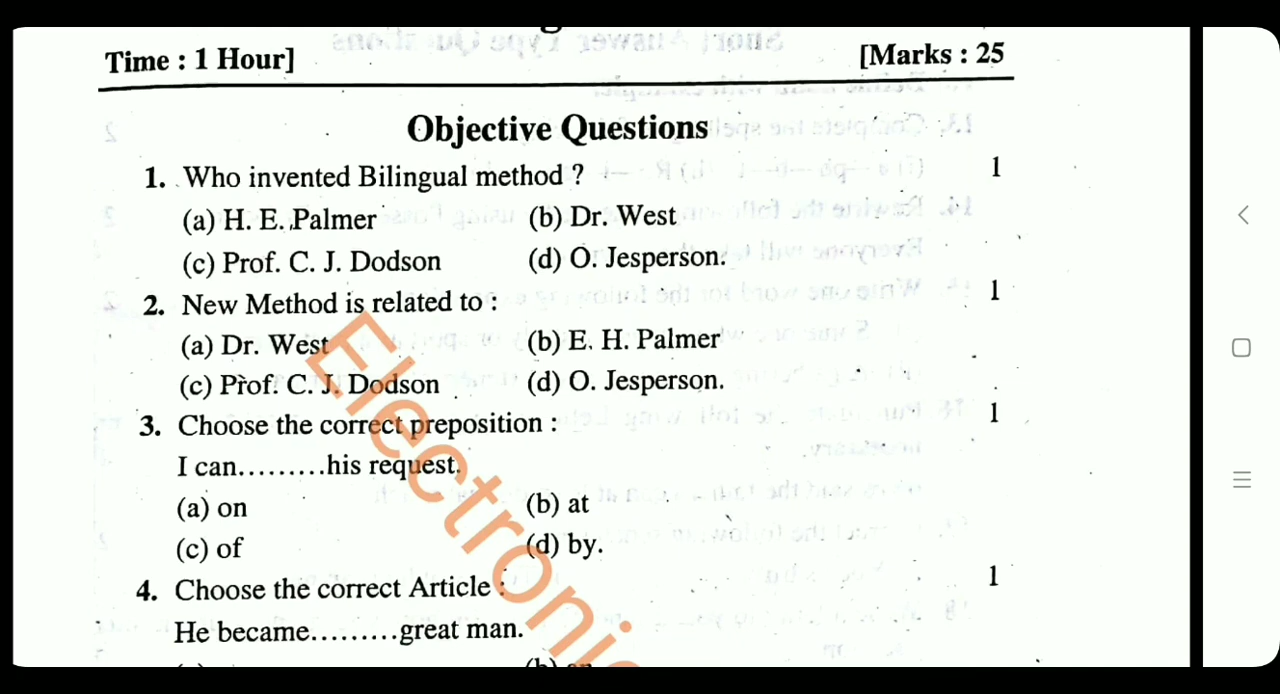 Time : 1 Hour] [Marks : 25
Objective Questions
1. Who invented Bilingual method ? 1
(a) H. E. Palmer (b) Dr. West
(c) Prof. C. J. Dodson (d) O. Jesperson.
2. New Method is related to : 1
(a) Dr. West (b) E. H. Palmer
(c) Prof. C. J. Dodson (d) O. Jesperson.
3. Choose the correct preposition : 1
I can.........his request.
(a) on (b) at
(c) of (d) by.
4. Choose the correct Article : 1
He became.........great man.
Electronic